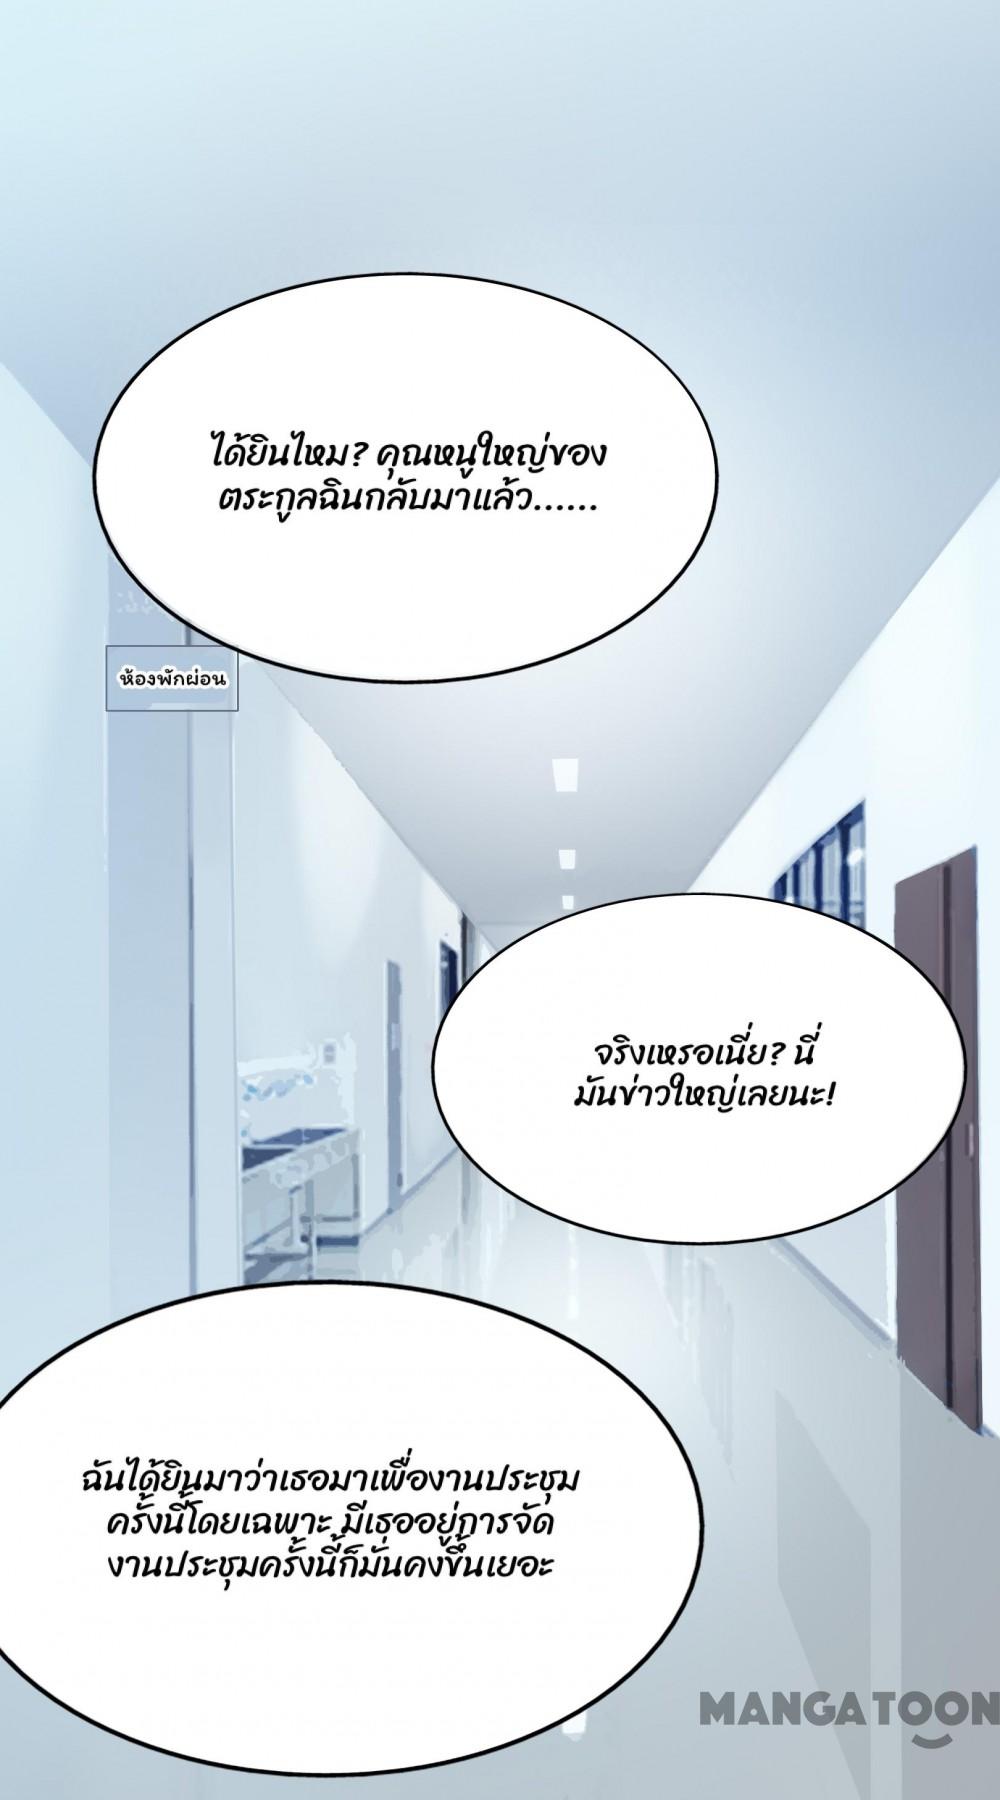 ได้ยินไหม? คุณหนูใหญ่ของ
ตระกูลฉินกลับมาแล้ว......
ห้องพักผ่อน
จริงเหรอเนี่ย? นี่
มันข่าวใหญ่เลยนะ!
ฉันได้ยินมาว่าเธอมาเพื่องานประชุม
ครั้งนี้โดยเฉพาะ มีเธออยู่การจัด
งานประชุมครั้งนี้ก็มั่นคงขึ้นเยอะ
MANGATOON